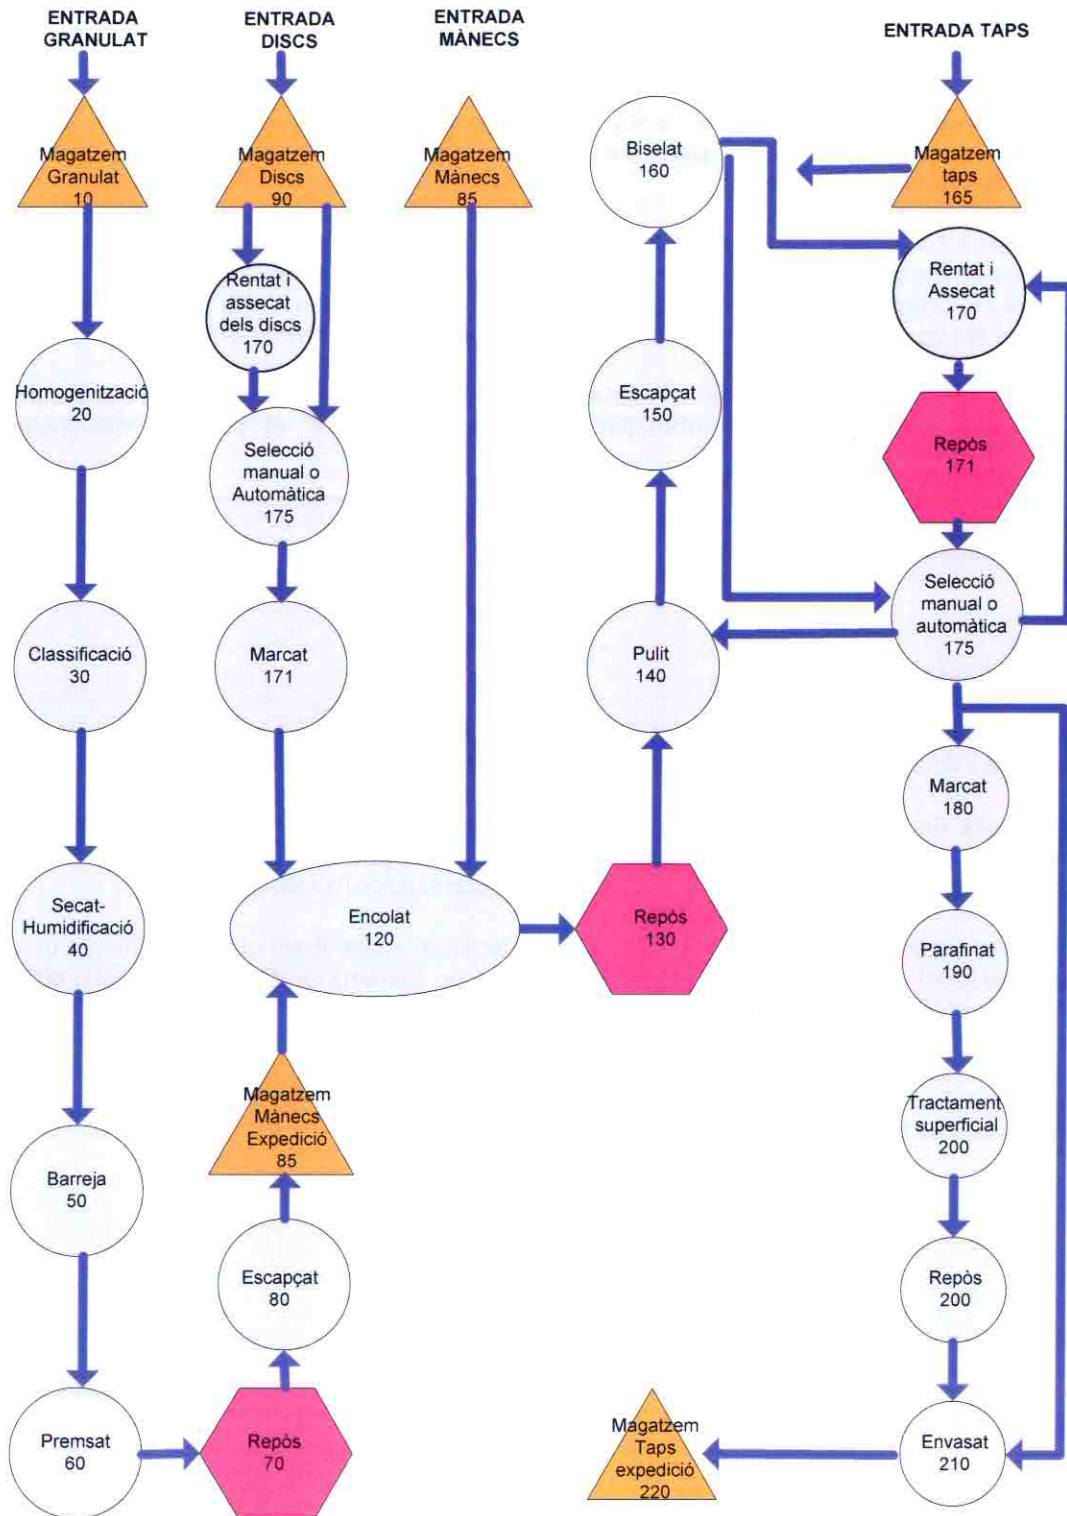 ENTRADA
GRANULAT
ENTRADA
DISCS
ENTRADA
MÀNECS
ENTRADA TAPS
Magatzem
Granulat
10
Magatzem
Discs
90
Magatzem
Mànecs
85
Biselat
160
Magatzem
taps
165
Rentat i
assecat
dels discs
170
Rentat i
Assecat
170
Homogenització
20
Escapçat
150
Selecció
manual o
Automàtica
175
Repòs
171
Classificació
30
Marcat
171
Pulit
140
Selecció
manual o
automàtica
175
Marcat
180
Secat-
Humidificació
40
Encolat
120
Repòs
130
Parafinat
190
Magatzem
Mànecs
Expedició
85
Tractament
superficial
200
Barreja
50
Escapçat
80
Repòs
200
Premsat
60
Repòs
70
Magatzem
Taps
expedició
220
Envasat
210